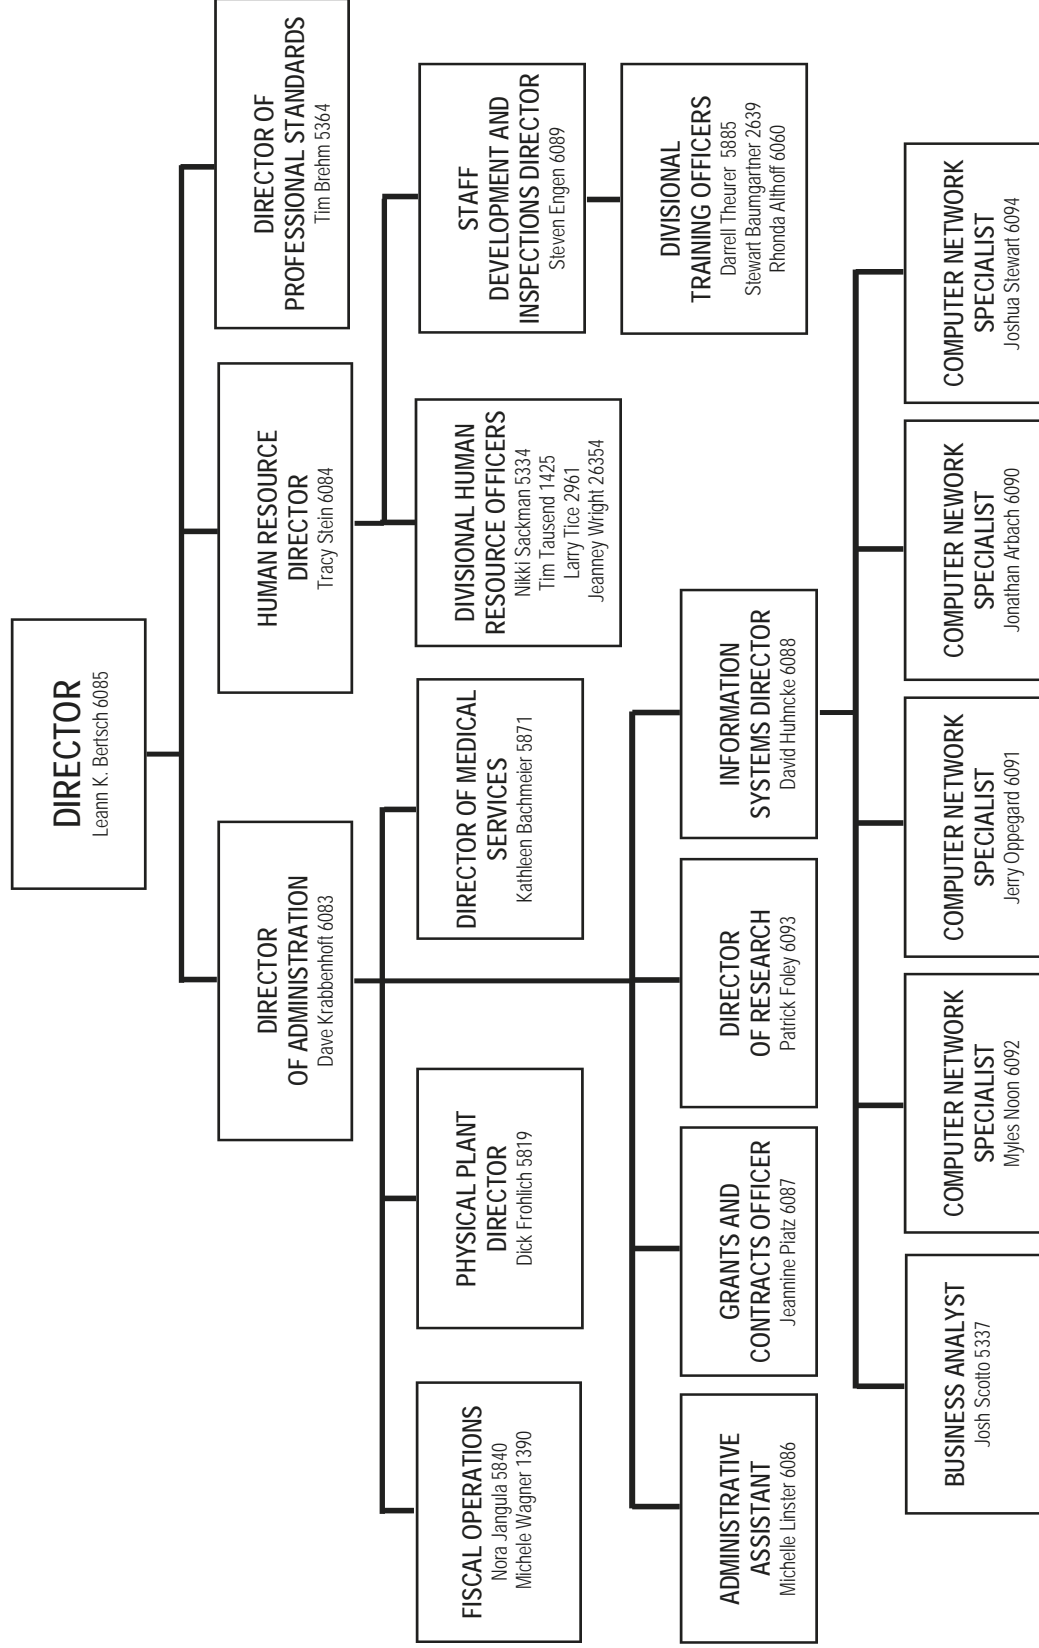 DIRECTOR
Leann K. Bertsch 6085
DIRECTOR
OF ADMINISTRATION
Dave Krabbenhoft 6083
HUMAN RESOURCE
DIRECTOR
Tracy Stein 6084
DIRECTOR OF
PROFESSIONAL STANDARDS
Tim Brehm 5364
FISCAL OPERATIONS
Nora Jangula 5840
Michele Wagner 1390
PHYSICAL PLANT
DIRECTOR
Dick Frohlich 5819
DIRECTOR OF MEDICAL
SERVICES
Kathleen Bachmeier 5871
DIVISIONAL HUMAN
RESOURCE OFFICERS
Nikki Sackman 5334
Tim Tausend 1425
Larry Tice 2961
Jeanney Wright 26354
STAFF
DEVELOPMENT AND
INSPECTIONS DIRECTOR
Steven Engen 6089
DIVISIONAL
TRAINING OFFICERS
Darrell Theurer 5885
Stewart Baumgartner 2639
Rhonda Althoff 6060
ADMINISTRATIVE
ASSISTANT
Michelle Linster 6086
GRANTS AND
CONTRACTS OFFICER
Jeannine Piatz 6087
DIRECTOR
OF RESEARCH
Patrick Foley 6093
INFORMATION
SYSTEMS DIRECTOR
David Huhncke 6088
BUSINESS ANALYST
Josh Scotto 5337
COMPUTER NETWORK
SPECIALIST
Myles Noon 6092
COMPUTER NETWORK
SPECIALIST
Jerry Oppegard 6091
COMPUTER NEWORK
SPECIALIST
Jonathan Arbach 6090
COMPUTER NETWORK
SPECIALIST
Joshua Stewart 6094